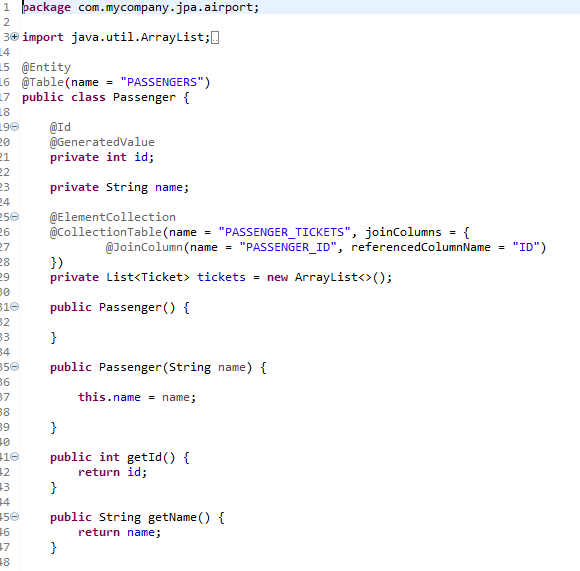 1 package com.mycompany.jpa.airport;
2
3 import java.util.ArrayList;
14
15 @Entity
16 @Table(name = "PASSENGERS")
17 public class Passenger {
18
19 @Id
20 @GeneratedValue
21 private int id;
22
23 private String name;
24
25 @ElementCollection
26 @CollectionTable(name = "PASSENGER_TICKETS", joinColumns = {
27 @JoinColumn(name = "PASSENGER_ID", referencedColumnName = "ID")
28 })
29 private List<Ticket> tickets = new ArrayList<>();
30
31 public Passenger() {
32
33 }
34
35 public Passenger(String name) {
36
37 this.name = name;
38
39 }
40
41 public int getId() {
42 return id;
43 }
44
45 public String getName() {
46 return name;
47 }
48